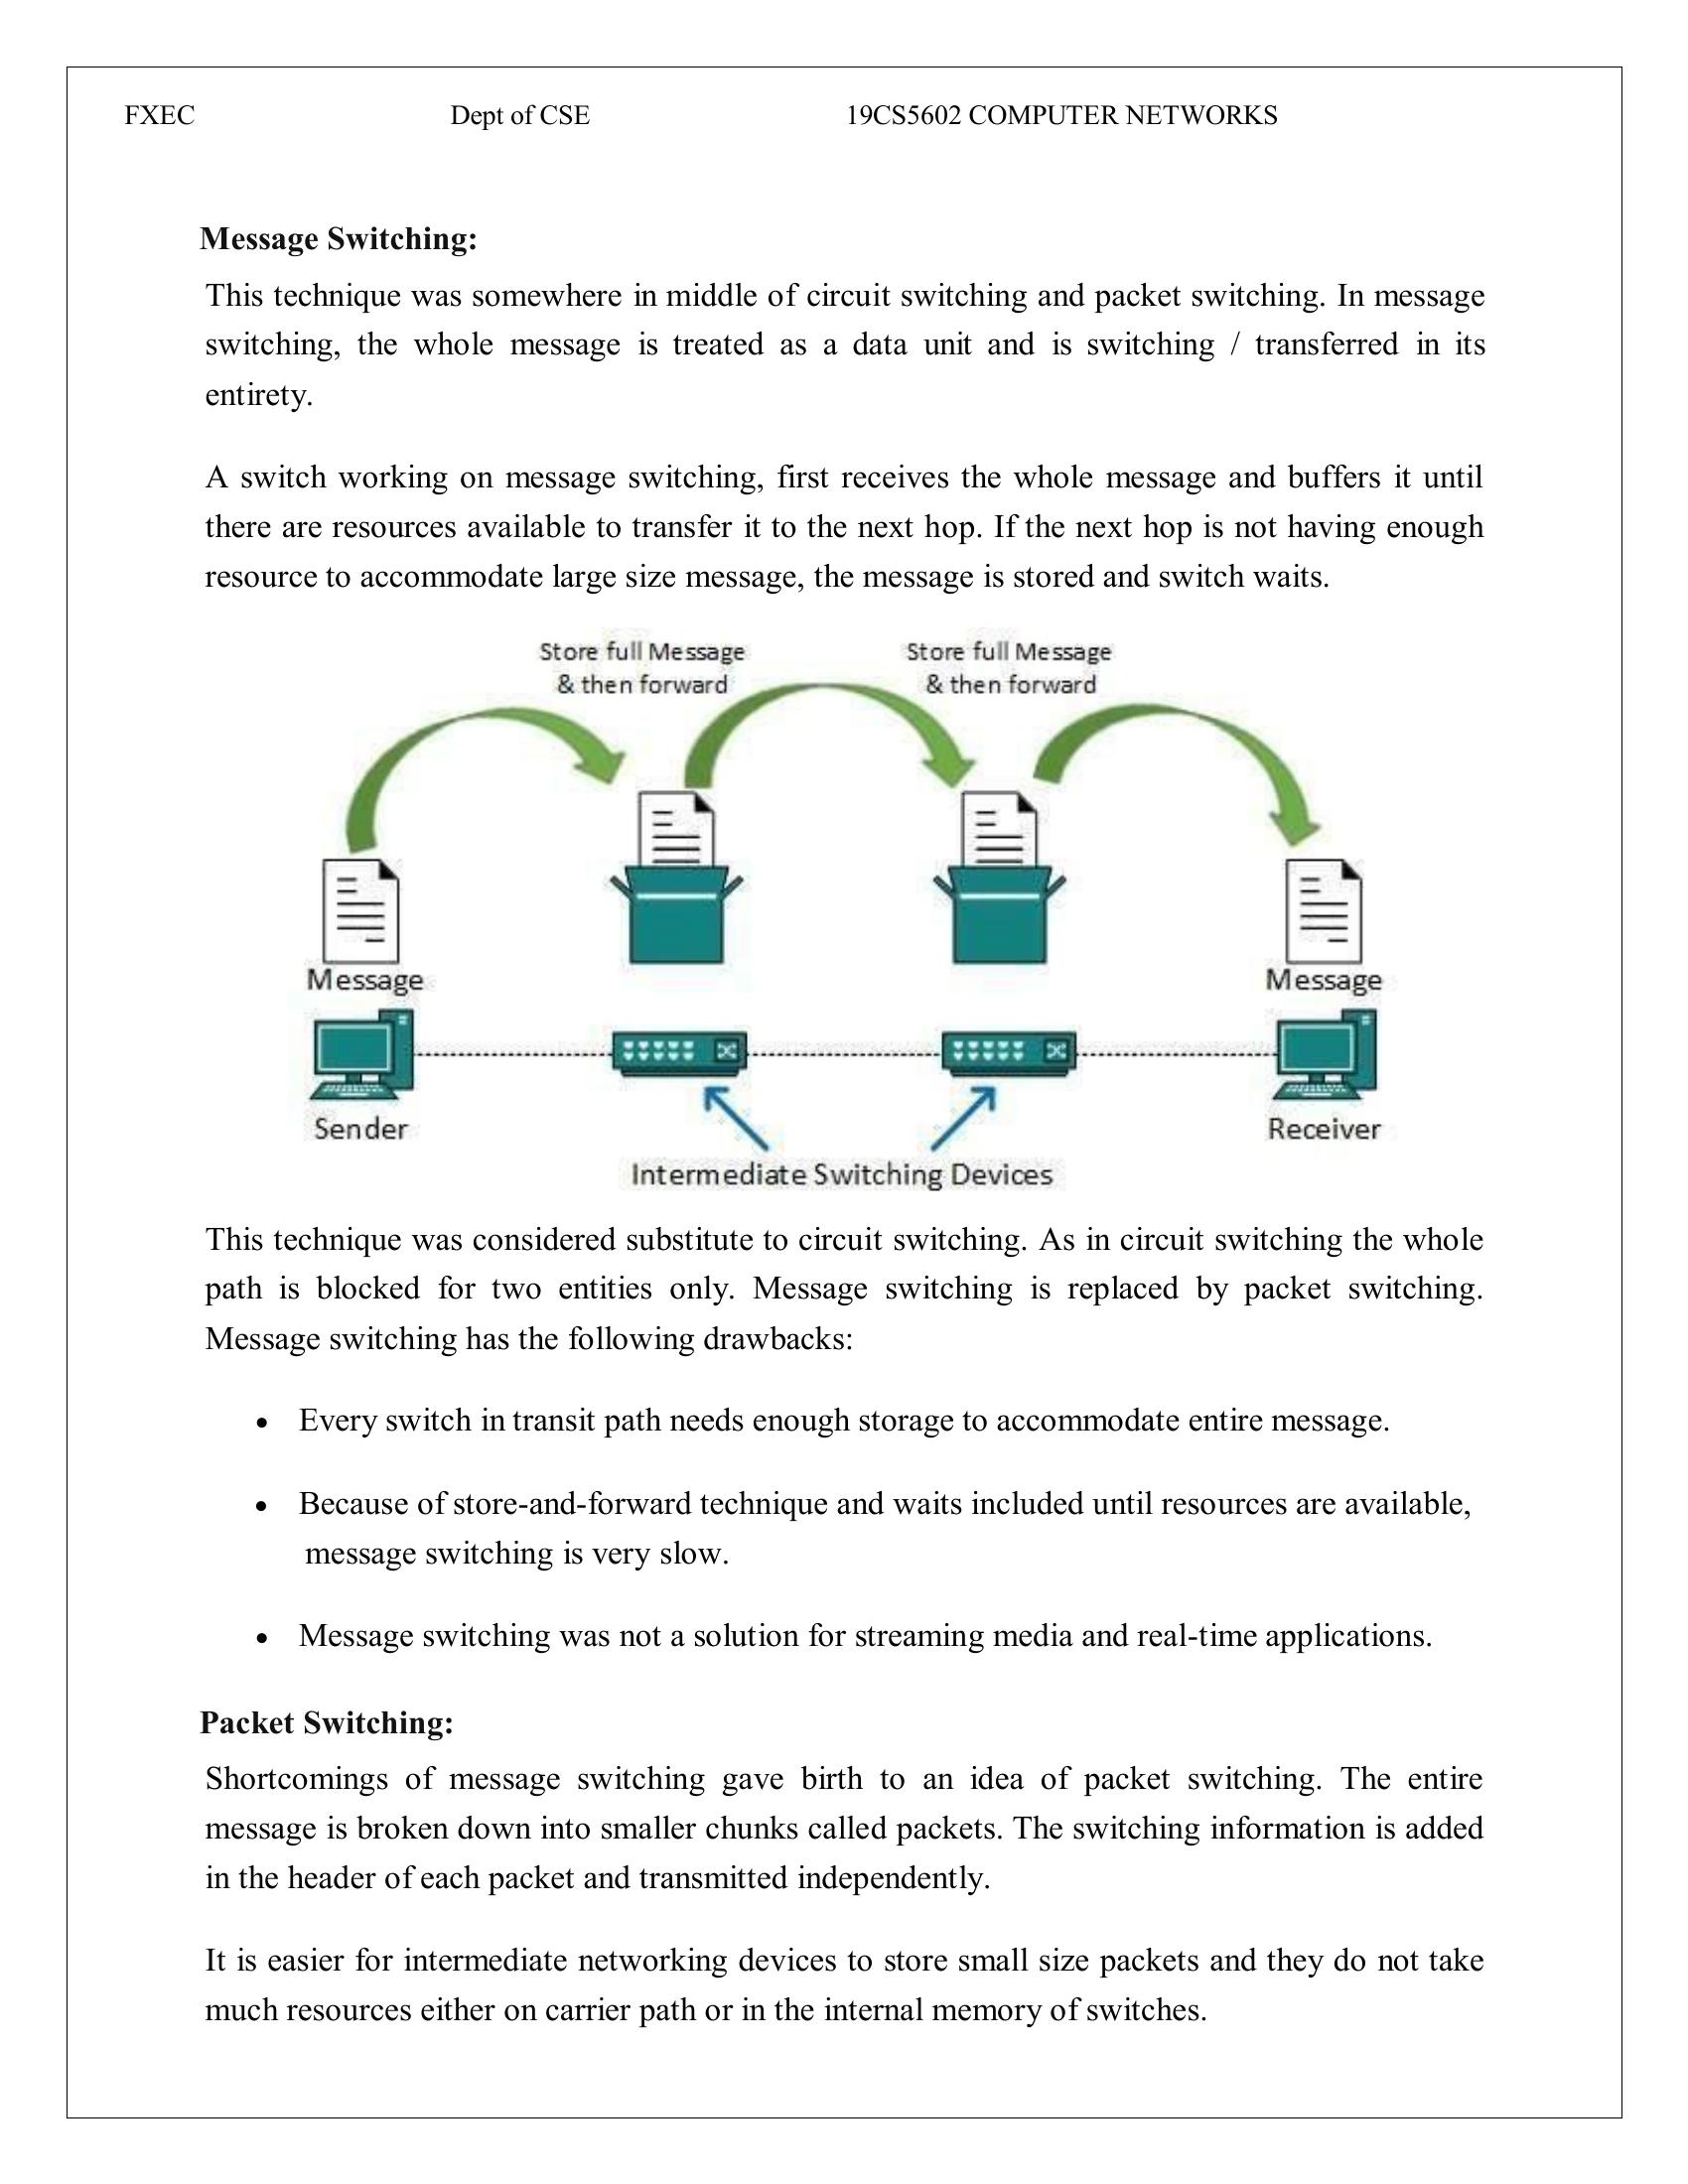 FXEC Dept of CSE 19CS5602 COMPUTER NETWORKS
Message Switching:
This technique was somewhere in middle of circuit switching and packet switching. In message
switching, the whole message is treated as a data unit and is switching / transferred in its
entirety.
A switch working on message switching, first receives the whole message and buffers it until
there are resources available to transfer it to the next hop. If the next hop is not having enough
resource to accommodate large size message, the message is stored and switch waits.
Store full Message Store full Message
& then forward & then forward
Message Message
Sender Receiver
Intermediate Switching Devices
This technique was considered substitute to circuit switching. As in circuit switching the whole
path is blocked for two entities only. Message switching is replaced by packet switching.
Message switching has the following drawbacks:
• Every switch in transit path needs enough storage to accommodate entire message.
• Because of store-and-forward technique and waits included until resources are available,
message switching is very slow.
• Message switching was not a solution for streaming media and real-time applications.
Packet Switching:
Shortcomings of message switching gave birth to an idea of packet switching. The entire
message is broken down into smaller chunks called packets. The switching information is added
in the header of each packet and transmitted independently.
It is easier for intermediate networking devices to store small size packets and they do not take
much resources either on carrier path or in the internal memory of switches.